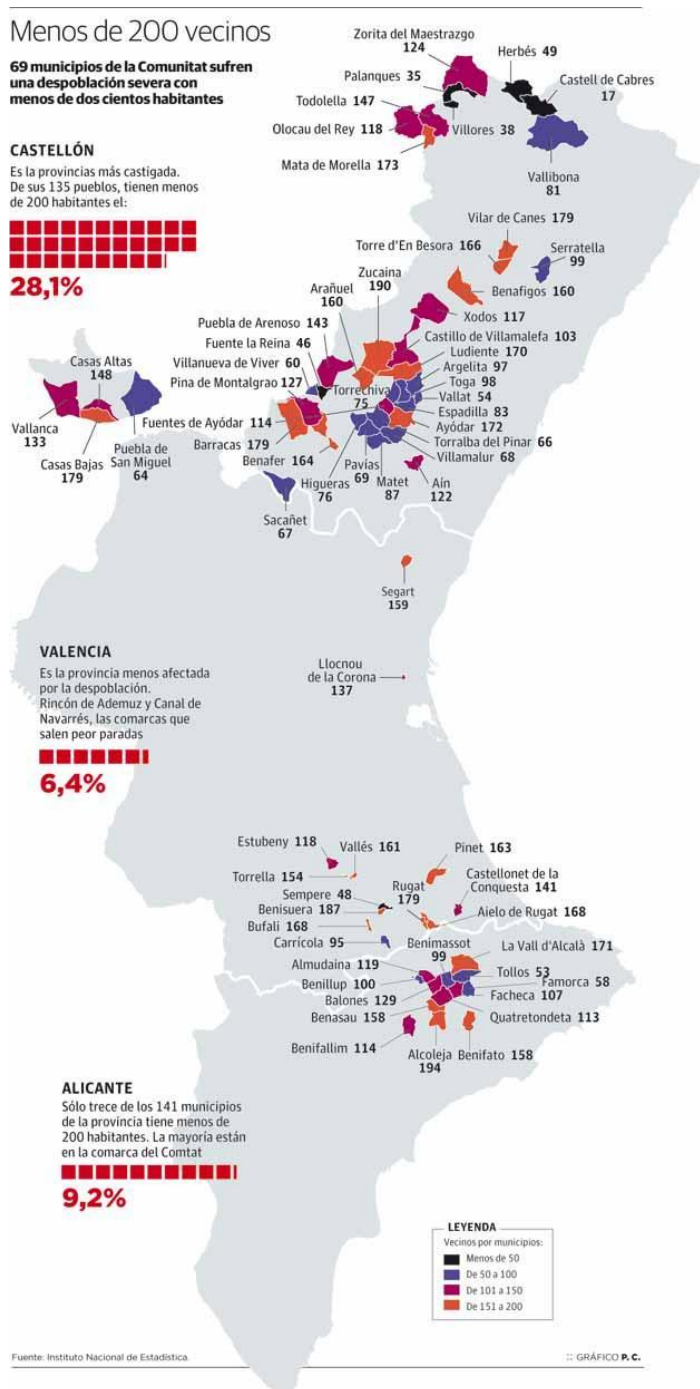 Menos de 200 vecinos
69 municipios de la Comunitat sufren
una despoblación severa con
menos de dos cientos habitantes
CASTELLÓN
Es la provincias más castigada.
De sus 135 pueblos, tienen menos
de 200 habitantes el:
28,1%
Zorita del Maestrazgo
124
Herbés 49
Palanques 35
Castell de Cabres
17
Todolella 147
Olocau del Rey 118
Villores 38
Mata de Morella 173
Vallibona
81
Vilar de Canes 179
Torre d'En Besora 166
Serratella
99
Zucaina
190
Arañuel
160
Benafigos 160
Xodos 117
Puebla de Arenoso 143
Castillo de Villamalefa 103
Fuente la Reina 46
Ludiente 170
Villanueva de Viver 60
Argelita 97
Pina de Montalgrao 127
Torrechiva
75
Toga 98
Vallat 54
Casas Altas
148
Espadilla 83
Fuentes de Ayódar 114
Ayódar 172
Vallanca
133
Barracas 179
Torralba del Pinar 66
Casas Bajas
179
Puebla de
San Miguel
64
Benafer 164
Villamalur 68
Higueras
76
Pavías
69
Matet
87
Aín
122
Sacañet
67
Segart
159
VALENCIA
Es la provincia menos afectada
por la despoblación.
Rincón de Ademuz y Canal de
Navarrés, las comarcas que
salen peor paradas
6,4%
Llocnou
de la Corona
137
Estubeny 118
Vallés 161
Pinet 163
Torrella 154
Castellonet de la
Conquesta 141
Sempere 48
Rugat
179
Benisuera 187
Aielo de Rugat 168
Bufali 168
Carrícola 95
Benimassot
99
La Vall d'Alcalà 171
Almudaina 119
Tollos 53
Benillup 100
Famorca 58
Balones 129
Facheca 107
Benasau 158
Quatretondeta 113
Benifallim 114
Alcoleja
194
Benifato 158
ALICANTE
Sólo trece de los 141 municipios
de la provincia tiene menos de
200 habitantes. La mayoría están
en la comarca del Comtat
9,2%
LEYENDA
Vecinos por municipios:
Menos de 50
De 50 a 100
De 101 a 150
De 151 a 200
Fuente: Instituto Nacional de Estadística.
:: GRÁFICO P. C.